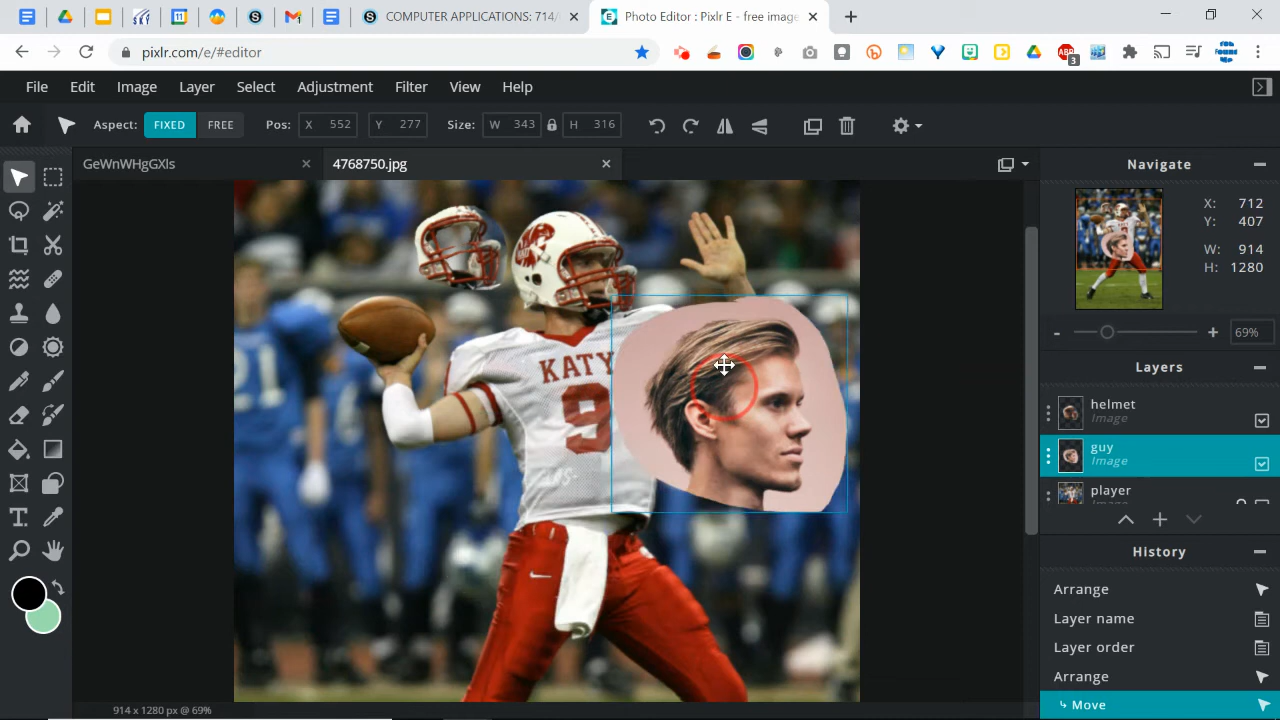 COMPUTER APPLICATIONS: 714/
Photo Editor : Pixlr E - free image
pixlr.com/e/#editor
3
File Edit Image Layer Select Adjustment Filter View Help
Aspect: FIXED FREE Pos: X 552 Y 277 Size: W 343 H 316
GeWnWHgGXIs
4768750.jpg
Navigate
X: 712
Y: 407
W: 914
H: 1280
- + 69%
Layers
helmet
Image
guy
Image
player
KATY
9
History
Arrange
Layer name
Layer order
Arrange
Move
914 x 1280 px @ 69%